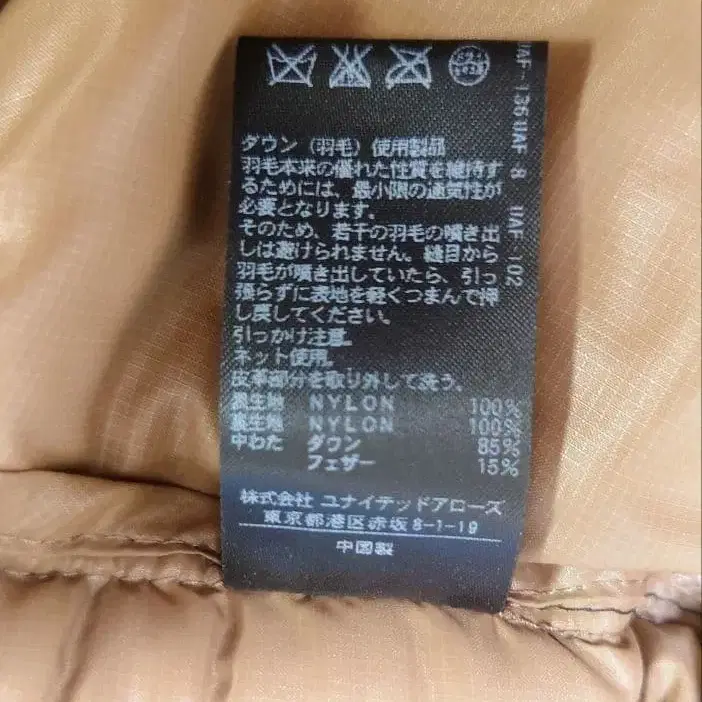 ダウン（羽毛）使用製品
羽毛本来の優れた性質を維持す
るためには、最小限の通気性が
必要となります。
そのため、若干の羽毛の噴き出
しは避けられません。縫目から
羽毛が噴き出していたら、引っ
張らずに表地を軽くつまんで押
し戻してください。
引っかけ注意。
ネット使用。
皮革部分を取り外して洗う。
表生地 NYLON 100%
裏生地 NYLON 100%
中わた ダウン 85%
フェザー 15%
株式会社 ユナイテッドアローズ
東京都港区赤坂8-1-19
中国製
UAF-136 UAF 8 UAF 102